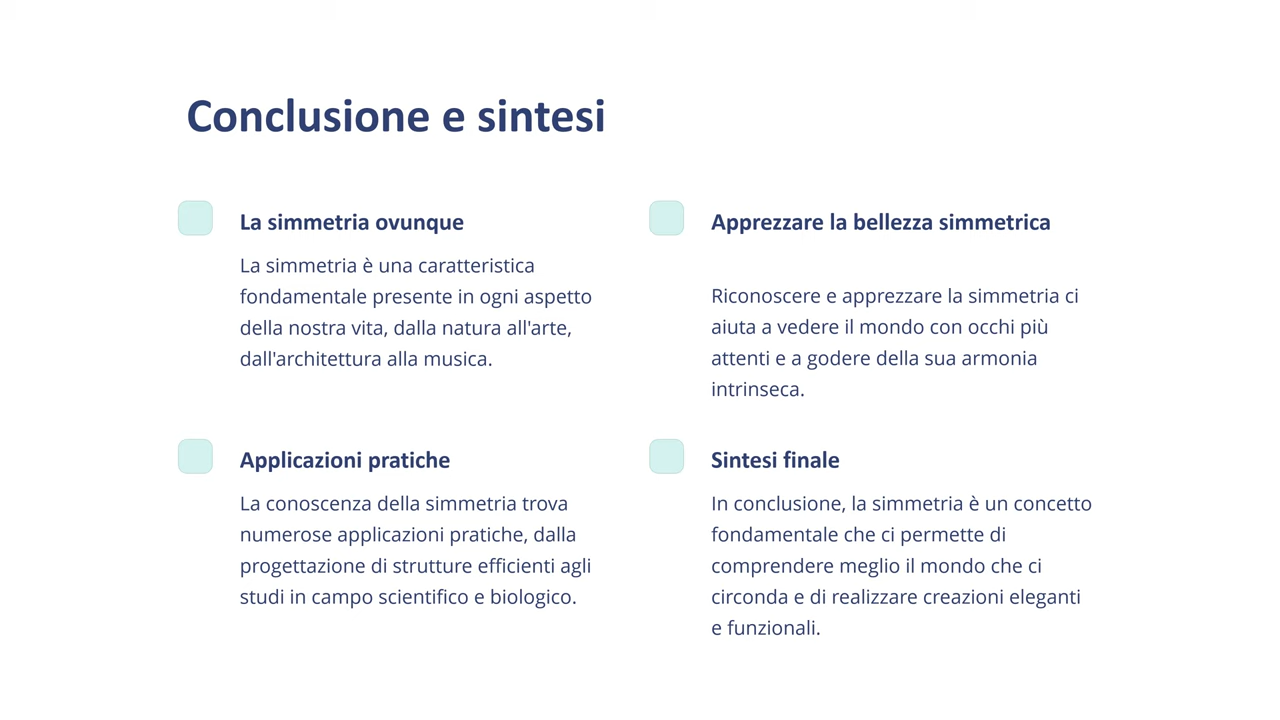 Conclusione e sintesi
La simmetria ovunque
La simmetria è una caratteristica
fondamentale presente in ogni aspetto
della nostra vita, dalla natura all'arte,
dall'architettura alla musica.
Apprezzare la bellezza simmetrica
Riconoscere e apprezzare la simmetria ci
aiuta a vedere il mondo con occhi più
attenti e a godere della sua armonia
intrinseca.
Applicazioni pratiche
La conoscenza della simmetria trova
numerose applicazioni pratiche, dalla
progettazione di strutture efficienti agli
studi in campo scientifico e biologico.
Sintesi finale
In conclusione, la simmetria è un concetto
fondamentale che ci permette di
comprendere meglio il mondo che ci
circonda e di realizzare creazioni eleganti
e funzionali.